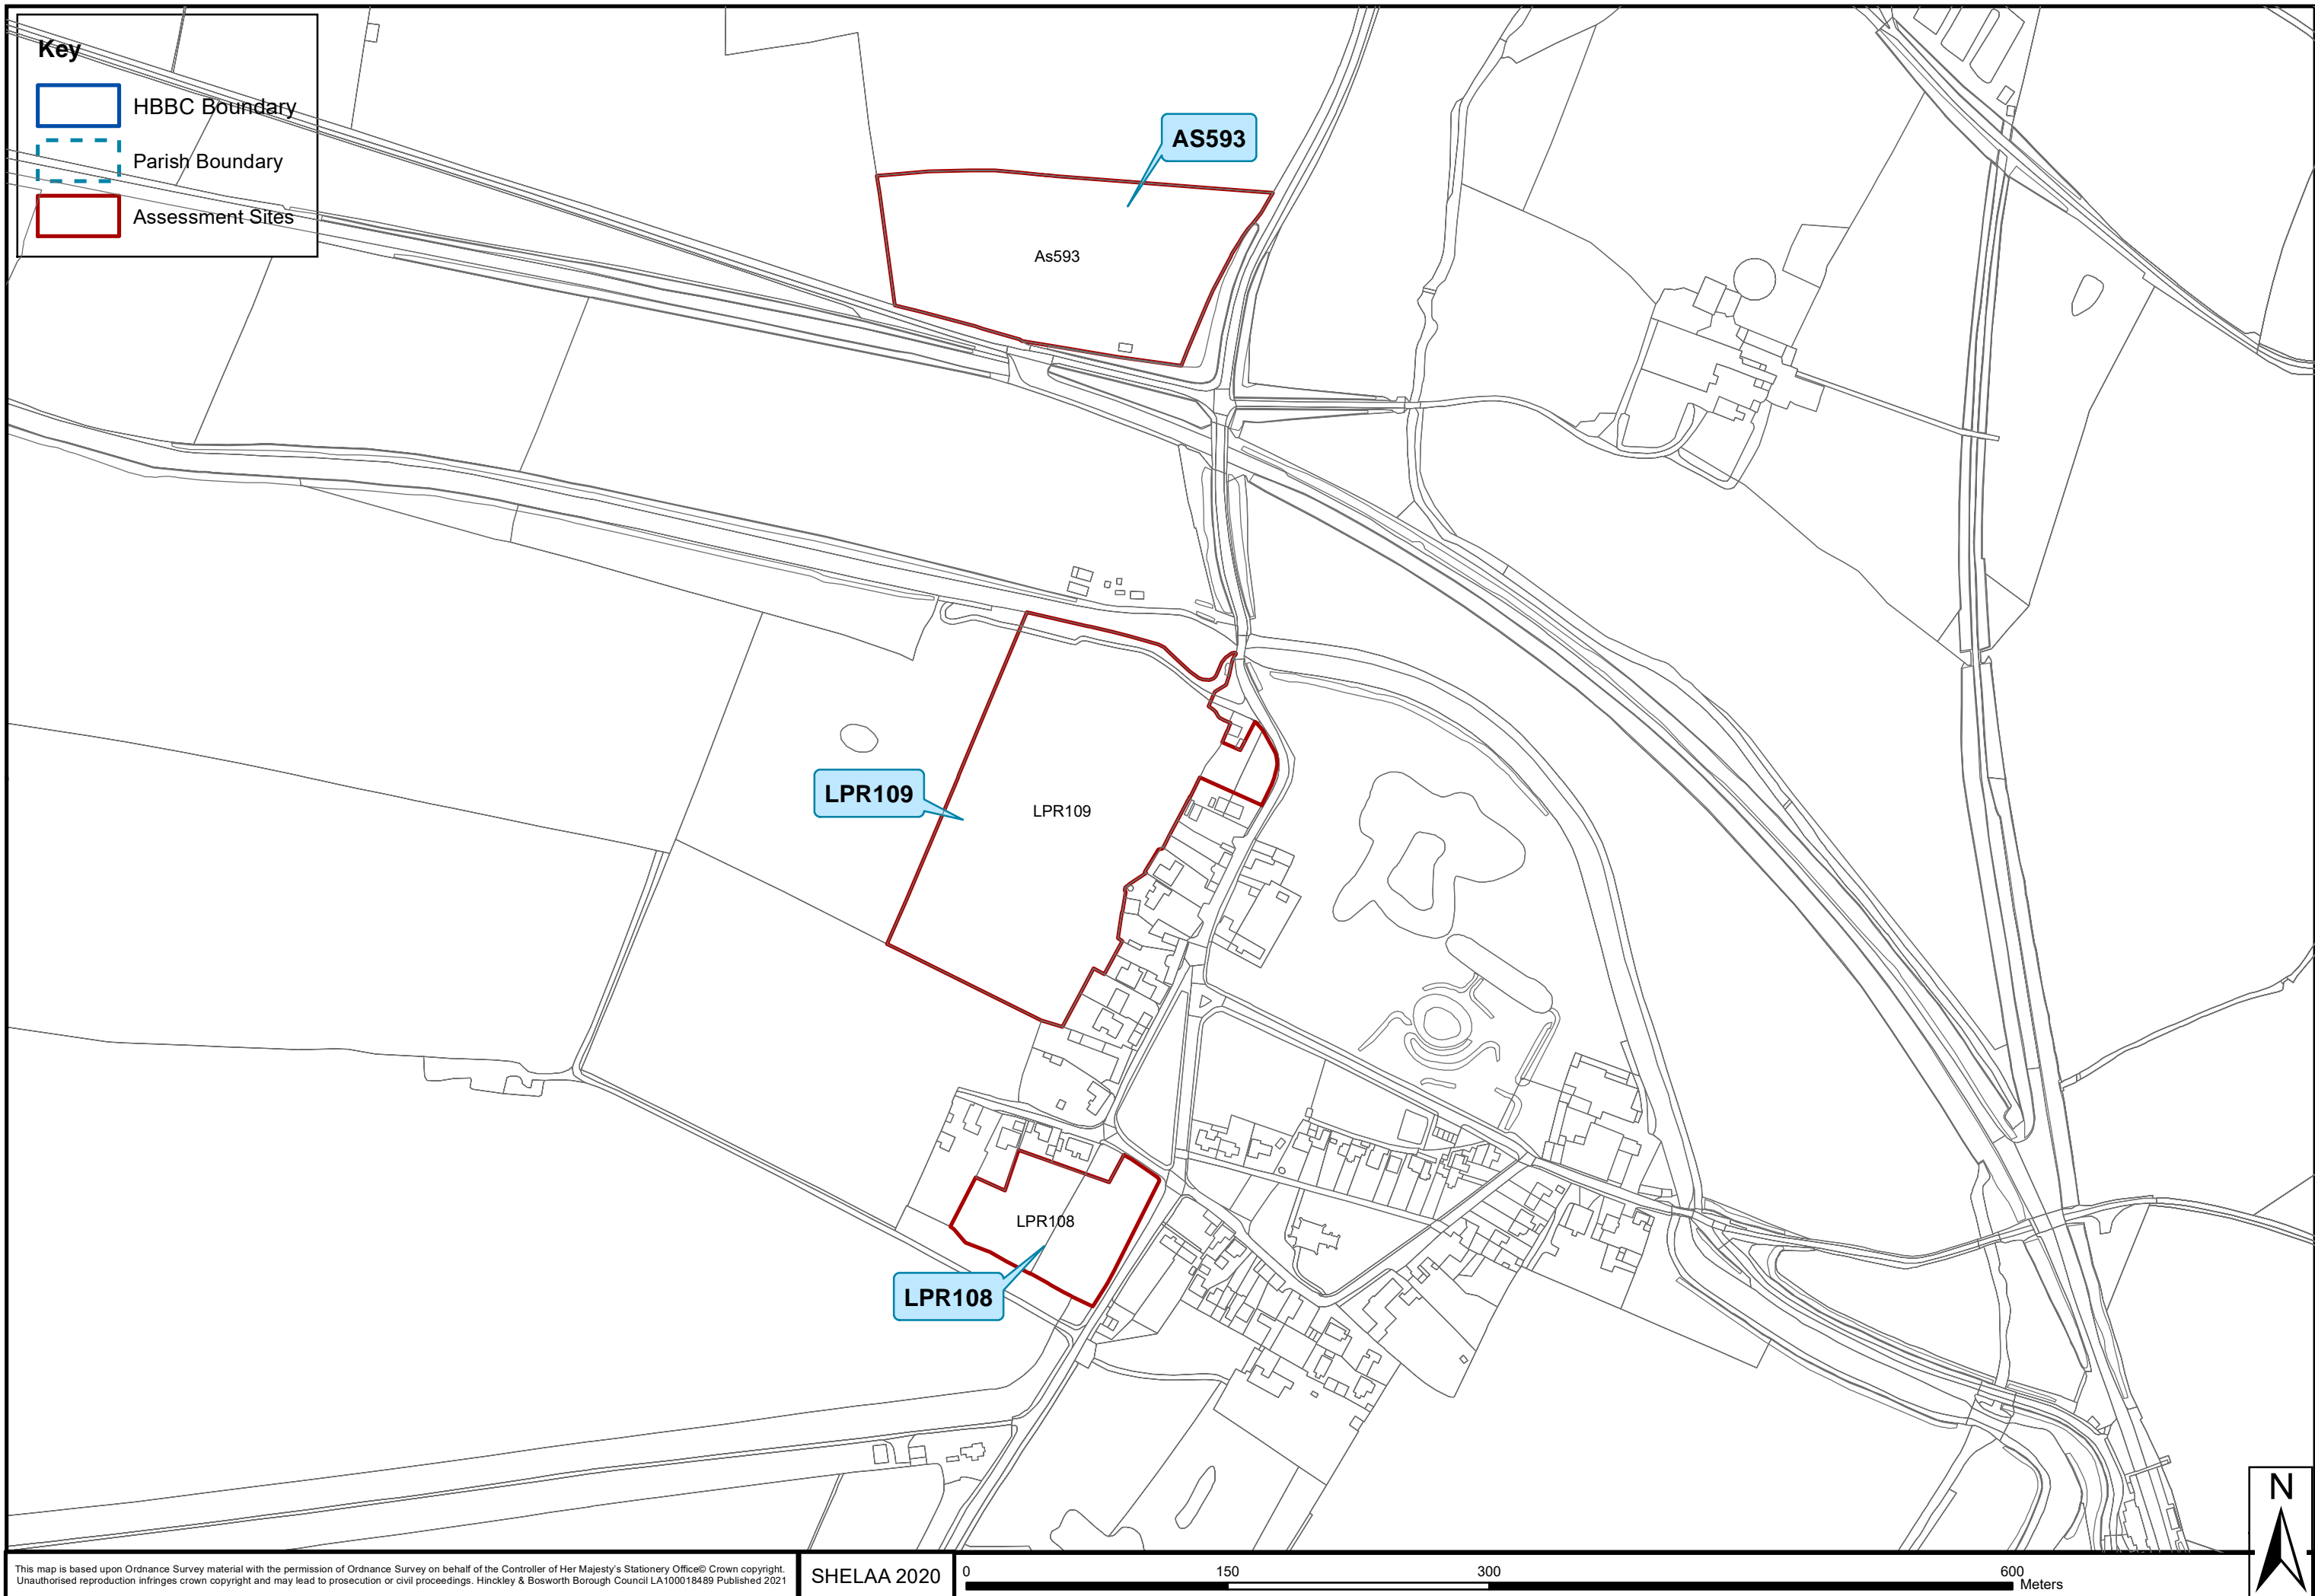 Key
HBBC Boundary
Parish Boundary
Assessment Sites
AS593
As593
LPR109
LPR109
LPR108
LPR108
N
This map is based upon Ordnance Survey material with the permission of Ordnance Survey on behalf of the Controller of Her Majesty's Stationery Office© Crown copyright.
Unauthorised reproduction infringes crown copyright and may lead to prosecution or civil proceedings. Hinckley & Bosworth Borough Council LA100018489 Published 2021
SHELAA 2020
0 150 300 600
Meters